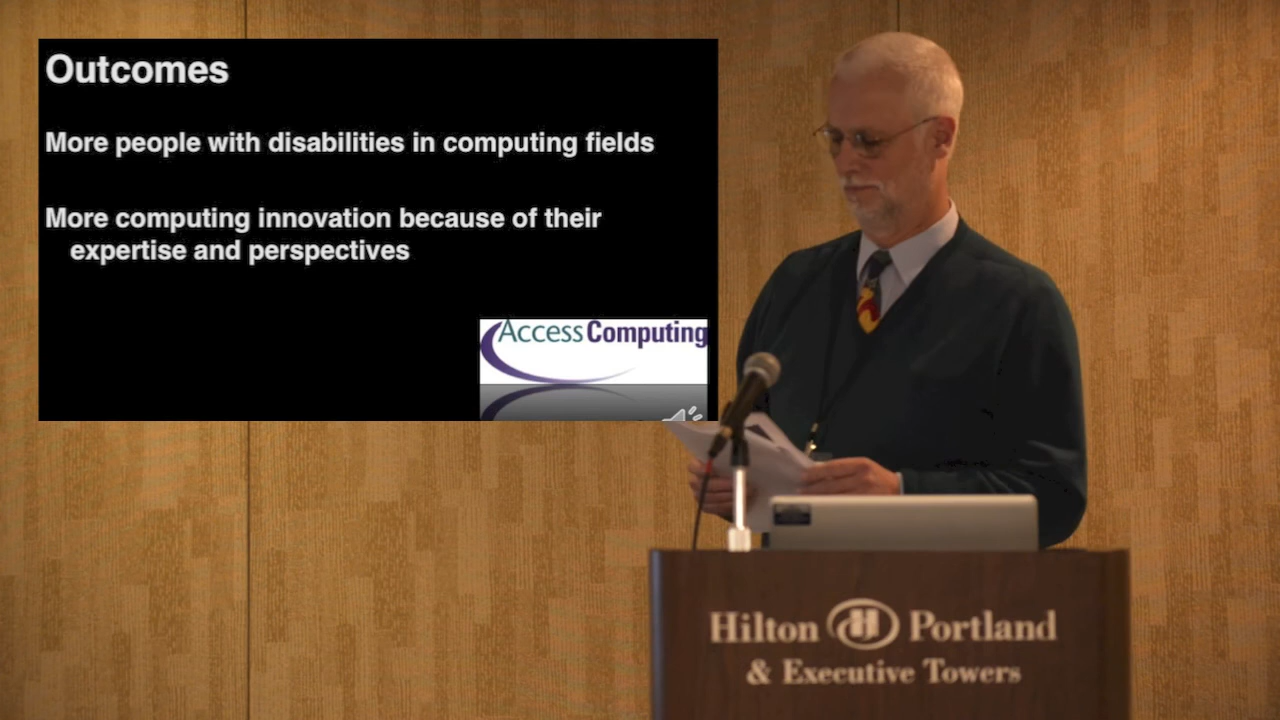 Outcomes
More people with disabilities in computing fields
More computing innovation because of their
expertise and perspectives
AccessComputing
Hilton Portland
& Executive Towers